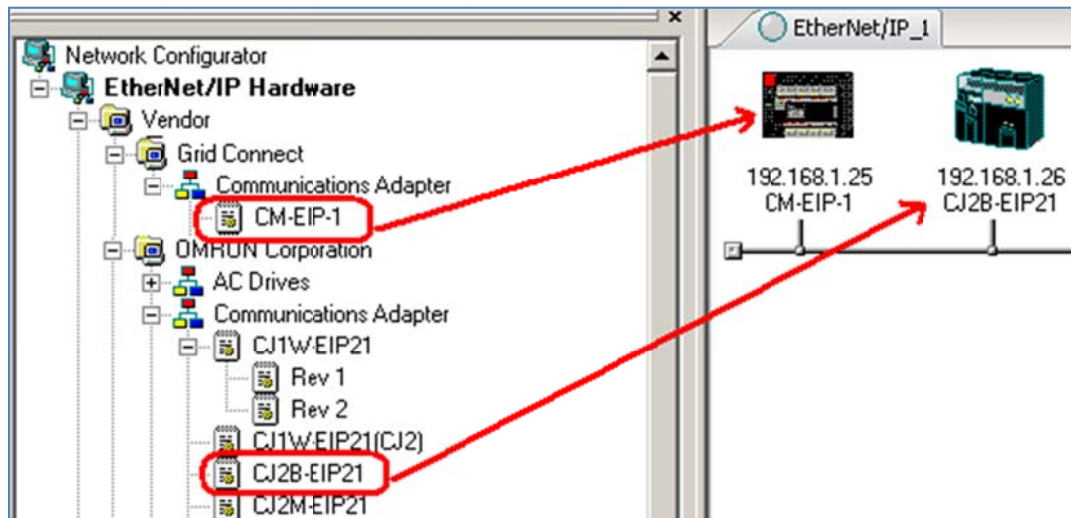 Network Configurator
EtherNet/IP Hardware
Vendor
Grid Connect
Communications Adapter
CM-EIP-1
OMRON Corporation
AC Drives
Communications Adapter
CJ1W-EIP21
Rev 1
Rev 2
CJ1W-EIP21(CJ2)
CJ2B-EIP21
CJ2M-EIP21
EtherNet/IP_1
192.168.1.25
CM-EIP-1
192.168.1.26
CJ2B-EIP21